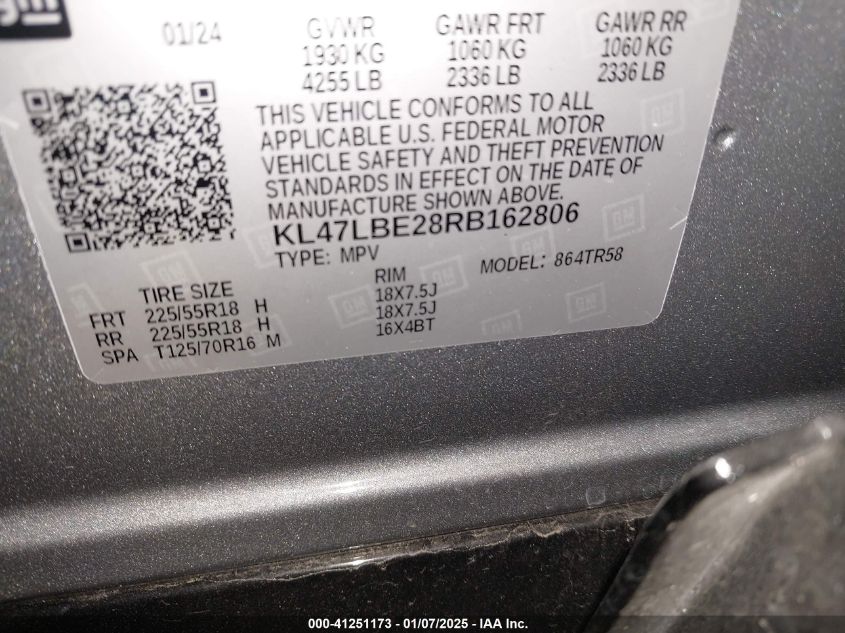 gm
01/24 GVWR GAWR FRT GAWR RR
1930 KG 1060 KG 1060 KG
4255 LB 2336 LB 2336 LB
THIS VEHICLE CONFORMS TO ALL
APPLICABLE U.S. FEDERAL MOTOR
VEHICLE SAFETY AND THEFT PREVENTION
STANDARDS IN EFFECT ON THE DATE OF
MANUFACTURE SHOWN ABOVE.
KL47LBE28RB162806
TYPE: MPV MODEL: 864TR58
TIRE SIZE RIM
FRT 225/55R18 H 18X7.5J
RR 225/55R18 H 18X7.5J
SPA T125/70R16 M 16X4BT
000-41251173 — 01/07/2025 — IAA Inc.